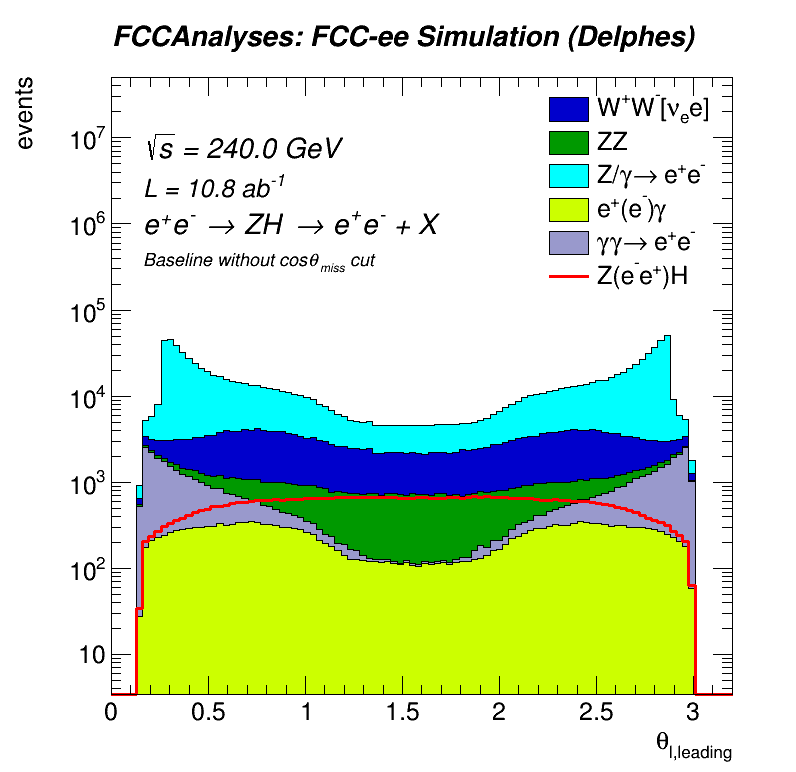 FCCAnalyses: FCC-ee Simulation (Delphes)
events
√s = 240.0 GeV
L = 10.8 ab⁻¹
e⁺e⁻ → ZH → e⁺e⁻ + X
Baseline without cosθ_miss cut
W⁺W⁻[νₑe]
ZZ
Z/γ→ e⁺e⁻
e⁺(e⁻)γ
γγ→ e⁺e⁻
Z(e⁻e⁺)H
10⁷
10⁶
10⁵
10⁴
10³
10²
10
0 0.5 1 1.5 2 2.5 3
θ_l,leading